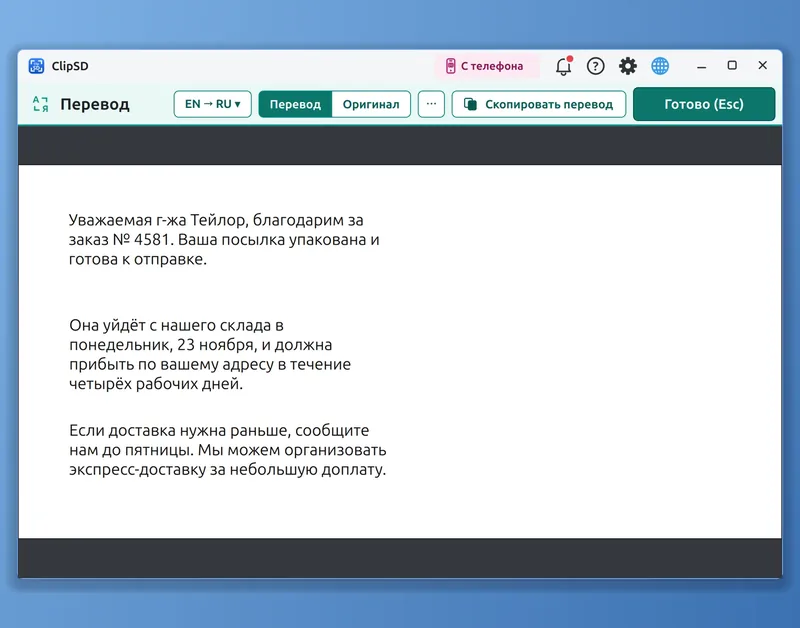 ClipSD
С телефона
Перевод
EN → RU ▾
Перевод
Оригинал
...
Скопировать перевод
Готово (Esc)
Уважаемая г-жа Тейлор, благодарим за
заказ № 4581. Ваша посылка упакована и
готова к отправке.
Она уйдёт с нашего склада в
понедельник, 23 ноября, и должна
прибыть по вашему адресу в течение
четырёх рабочих дней.
Если доставка нужна раньше, сообщите
нам до пятницы. Мы можем организовать
экспресс-доставку за небольшую доплату.